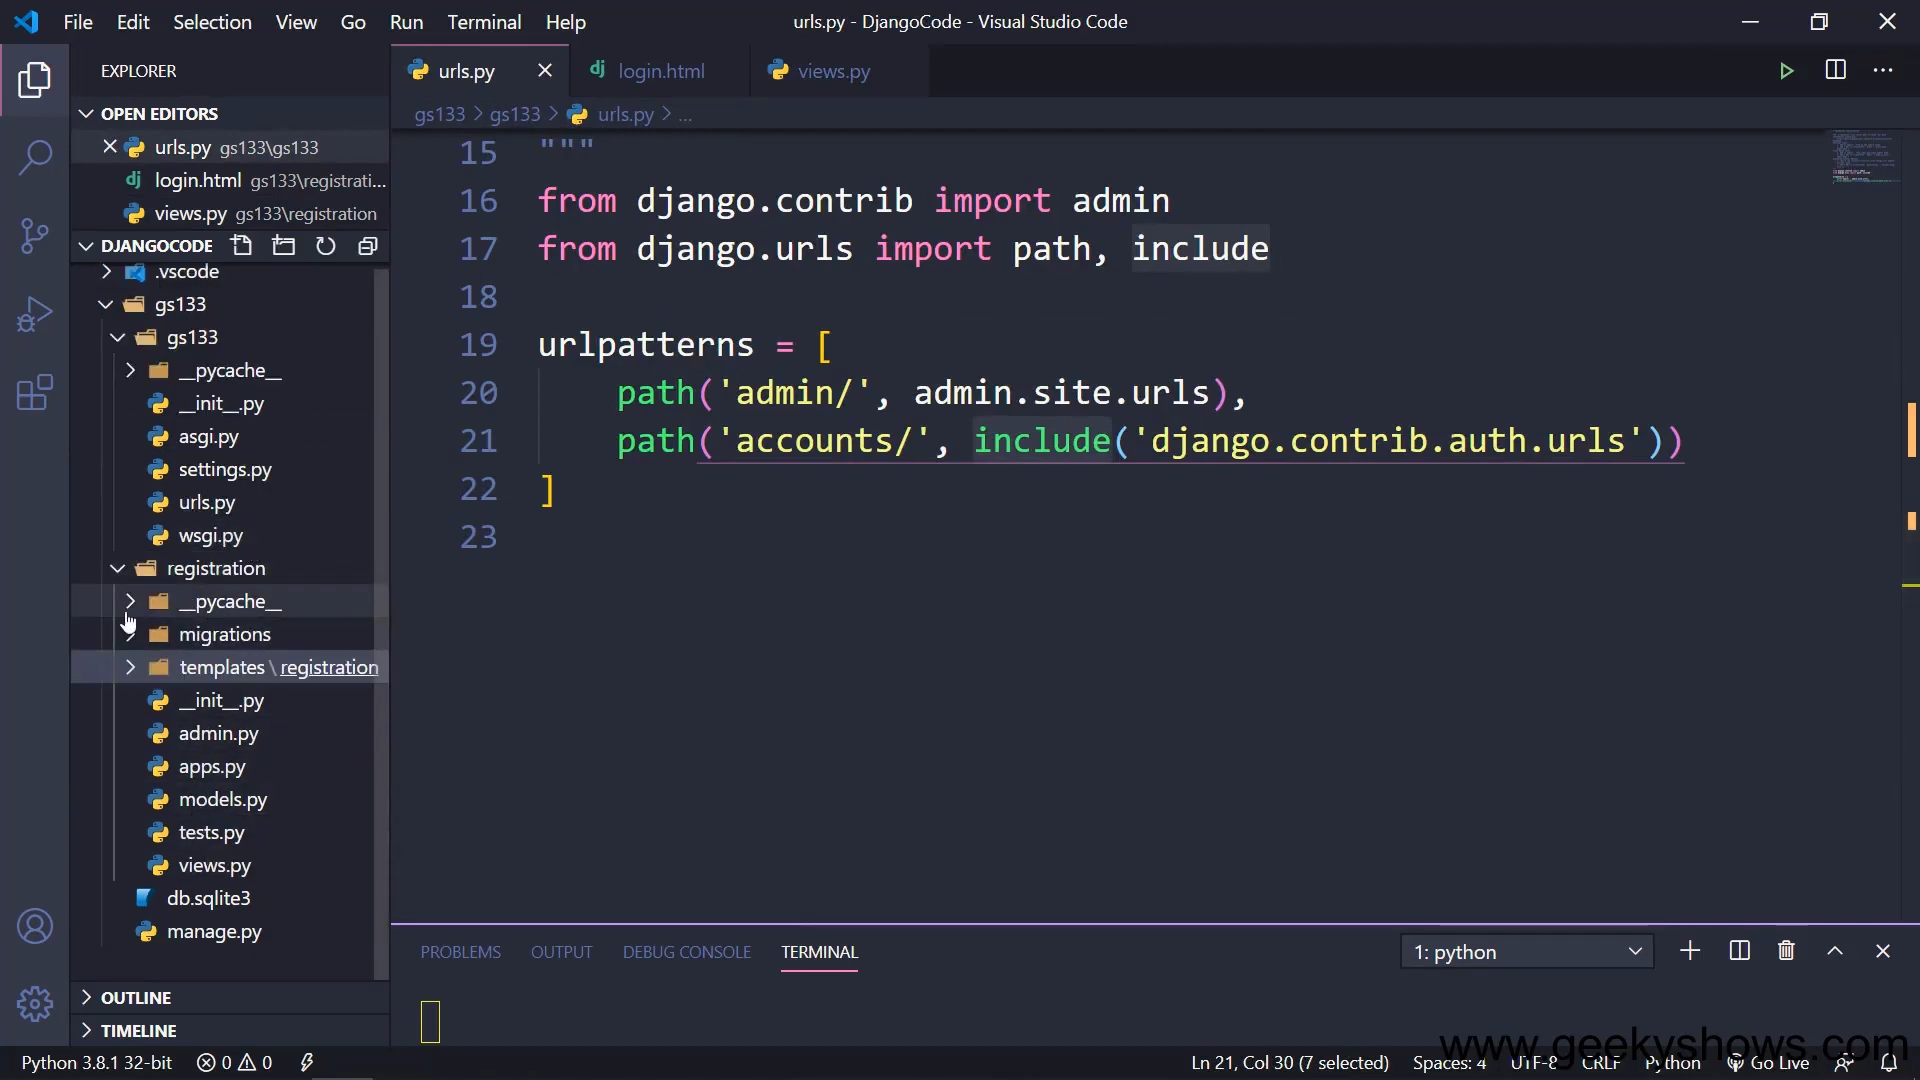 File Edit Selection View Go Run Terminal Help
urls.py - DjangoCode - Visual Studio Code
EXPLORER
OPEN EDITORS
urls.py gs133\gs133
login.html gs133\registrati...
views.py gs133\registration
DJANGOCODE
.vscode
gs133
gs133
__pycache__
__init__.py
asgi.py
settings.py
urls.py
wsgi.py
registration
__pycache__
migrations
templates \ registration
__init__.py
admin.py
apps.py
models.py
tests.py
views.py
db.sqlite3
manage.py
OUTLINE
TIMELINE
urls.py login.html views.py
gs133 > gs133 > urls.py > ...
15 """
16 from django.contrib import admin
17 from django.urls import path, include
18
19 urlpatterns = [
20 path('admin/', admin.site.urls),
21 path('accounts/', include('django.contrib.auth.urls'))
22 ]
23
PROBLEMS OUTPUT DEBUG CONSOLE TERMINAL
1: python
www.geekyshows.com
Python 3.8.1 32-bit 0 0 Ln 21, Col 30 (7 selected) Spaces: 4 UTF-8 CRLF Python Go Live